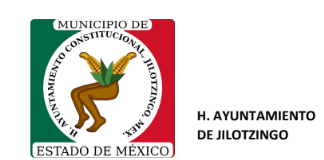 MUNICIPIO DE
H. AYUNTAMIENTO CONSTITUCIONAL, JILOTZINGO, MEX.
ESTADO DE MÉXICO
H. AYUNTAMIENTO
DE JILOTZINGO